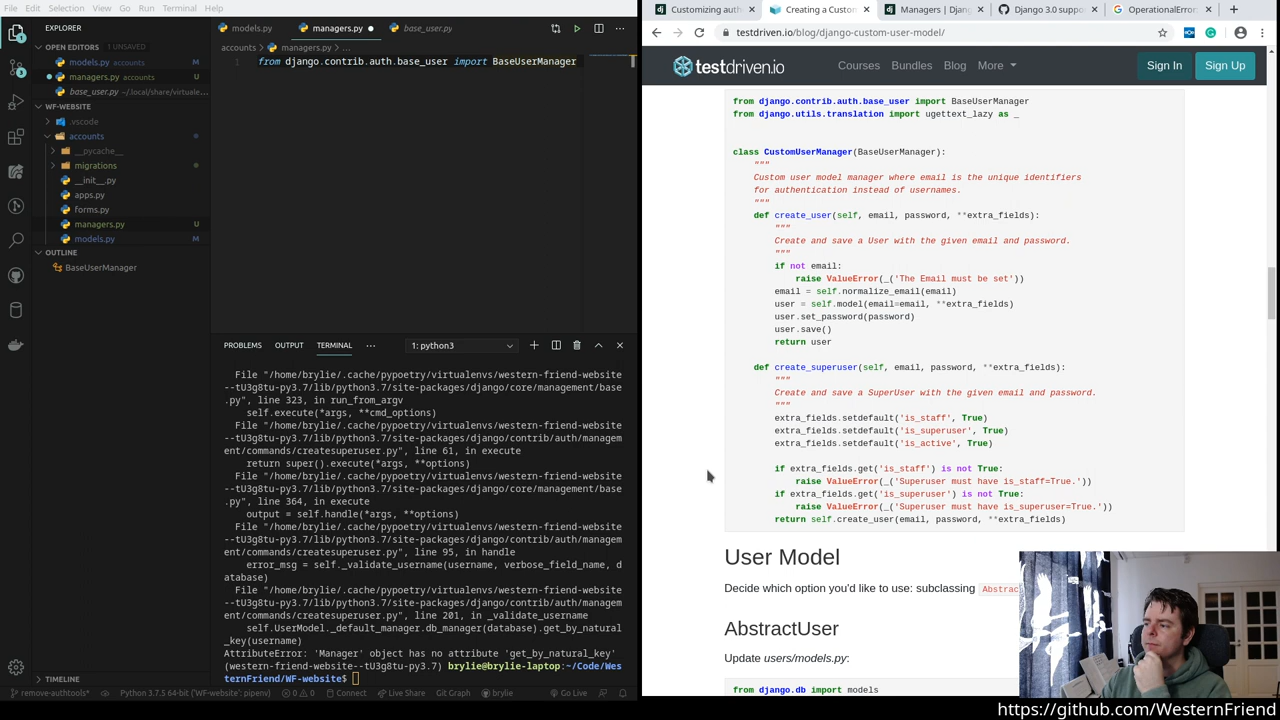 File Edit Selection View Go Run Terminal Help
EXPLORER
OPEN EDITORS 1 UNSAVED
models.py accounts M
managers.py accounts U
base_user.py ~/.local/share/virtuale...
WF-WEBSITE
.vscode
accounts
__pycache__
migrations
__init__.py
apps.py
forms.py
managers.py U
models.py M
OUTLINE
BaseUserManager
TIMELINE
models.py managers.py base_user.py
accounts > managers.py > ...
1 from django.contrib.auth.base_user import BaseUserManager
PROBLEMS OUTPUT TERMINAL ... 1: python3
File "/home/brylie/.cache/pypoetry/virtualenvs/western-friend-website
--tU3g8tu-py3.7/lib/python3.7/site-packages/django/core/management/base
.py", line 323, in run_from_argv
self.execute(*args, **cmd_options)
File "/home/brylie/.cache/pypoetry/virtualenvs/western-friend-website
--tU3g8tu-py3.7/lib/python3.7/site-packages/django/contrib/auth/manage
ment/commands/createsuperuser.py", line 61, in execute
return super().execute(*args, **options)
File "/home/brylie/.cache/pypoetry/virtualenvs/western-friend-website
--tU3g8tu-py3.7/lib/python3.7/site-packages/django/core/management/base
.py", line 364, in execute
output = self.handle(*args, **options)
File "/home/brylie/.cache/pypoetry/virtualenvs/western-friend-website
--tU3g8tu-py3.7/lib/python3.7/site-packages/django/contrib/auth/manage
ment/commands/createsuperuser.py", line 95, in handle
error_msg = self._validate_username(username, verbose_field_name, d
atabase)
File "/home/brylie/.cache/pypoetry/virtualenvs/western-friend-website
--tU3g8tu-py3.7/lib/python3.7/site-packages/django/contrib/auth/manage
ment/commands/createsuperuser.py", line 201, in _validate_username
self.UserModel._default_manager.db_manager(database).get_by_natural
_key(username)
AttributeError: 'Manager' object has no attribute 'get_by_natural_key'
(western-friend-website--tU3g8tu-py3.7) brylie@brylie-laptop:~/Code/Wes
ternFriend/WF-website$
remove-authtools* Python 3.7.5 64-bit ('WF-website': pipenv) 0 0 Connect Live Share Git Graph brylie Go Live
Customizing auth Creating a Custom Managers | Djang Django 3.0 suppo OperationalError:
testdriven.io/blog/django-custom-user-model/
testdriven.io Courses Bundles Blog More Sign In Sign Up
from django.contrib.auth.base_user import BaseUserManager
from django.utils.translation import ugettext_lazy as _
class CustomUserManager(BaseUserManager):
"""
Custom user model manager where email is the unique identifiers
for authentication instead of usernames.
"""
def create_user(self, email, password, **extra_fields):
"""
Create and save a User with the given email and password.
"""
if not email:
raise ValueError(_('The Email must be set'))
email = self.normalize_email(email)
user = self.model(email=email, **extra_fields)
user.set_password(password)
user.save()
return user
def create_superuser(self, email, password, **extra_fields):
"""
Create and save a SuperUser with the given email and password.
"""
extra_fields.setdefault('is_staff', True)
extra_fields.setdefault('is_superuser', True)
extra_fields.setdefault('is_active', True)
if extra_fields.get('is_staff') is not True:
raise ValueError(_('Superuser must have is_staff=True.'))
if extra_fields.get('is_superuser') is not True:
raise ValueError(_('Superuser must have is_superuser=True.'))
return self.create_user(email, password, **extra_fields)
User Model
Decide which option you'd like to use: subclassing Abstrac
AbstractUser
Update users/models.py:
from django.db import models
https://github.com/WesternFriend